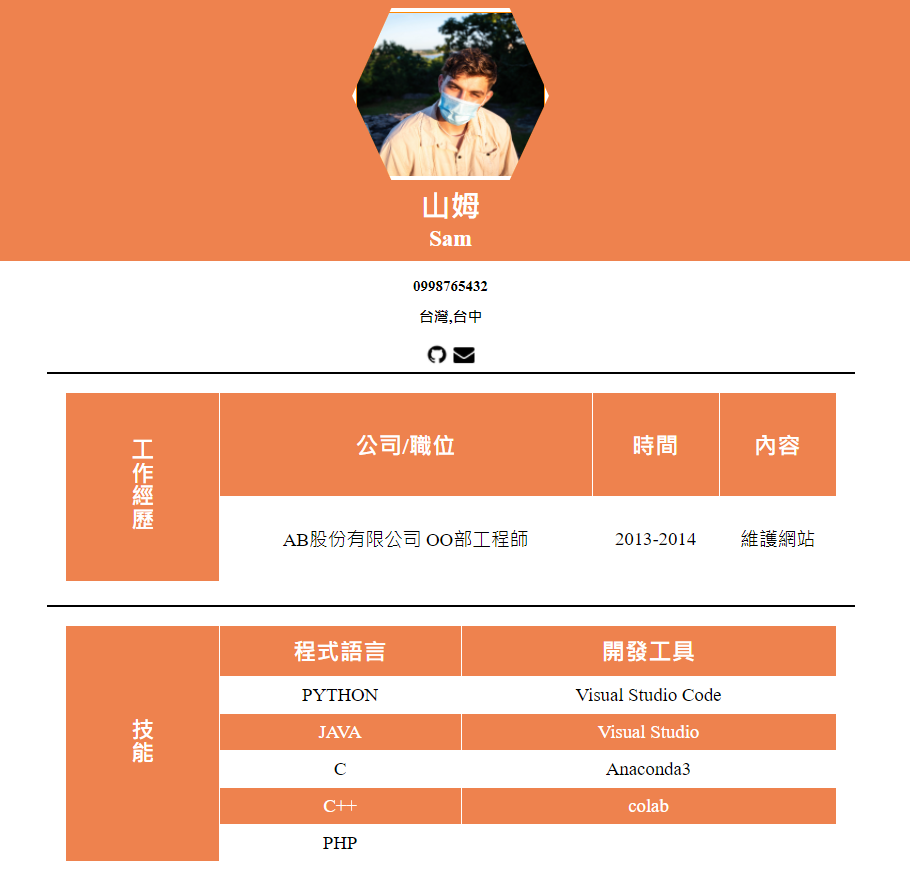 山姆
Sam
0998765432
台灣,台中
工作經歷
公司/職位 時間 內容
AB股份有限公司 OO部工程師 2013-2014 維護網站
技能
程式語言 開發工具
PYTHON Visual Studio Code
JAVA Visual Studio
C Anaconda3
C++ colab
PHP